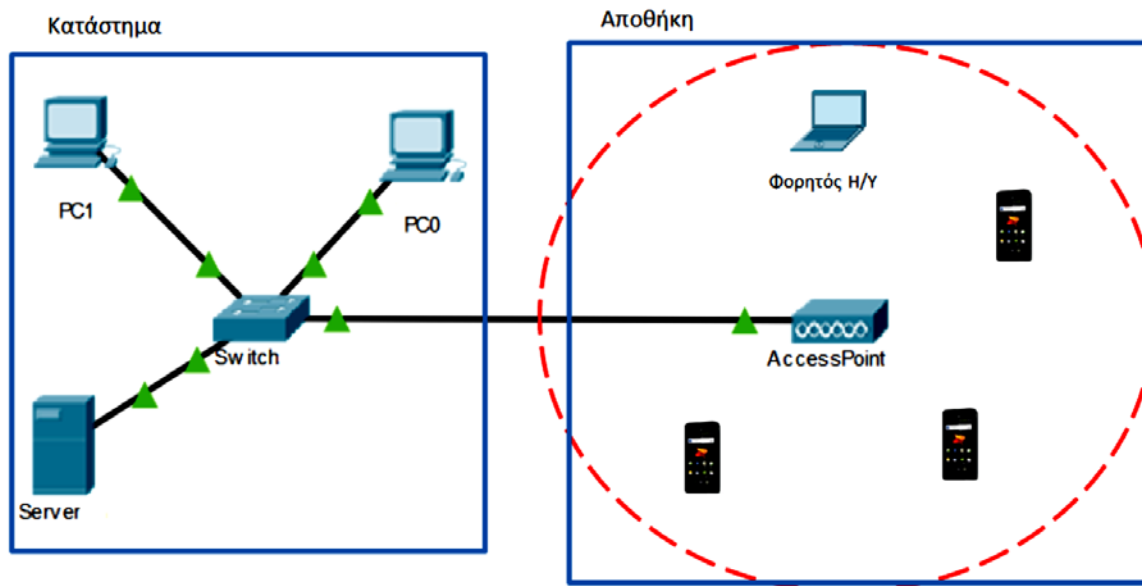 Κατάστημα
Αποθήκη
PC1
PC0
Φορητός Η/Υ
Switch
AccessPoint
Server